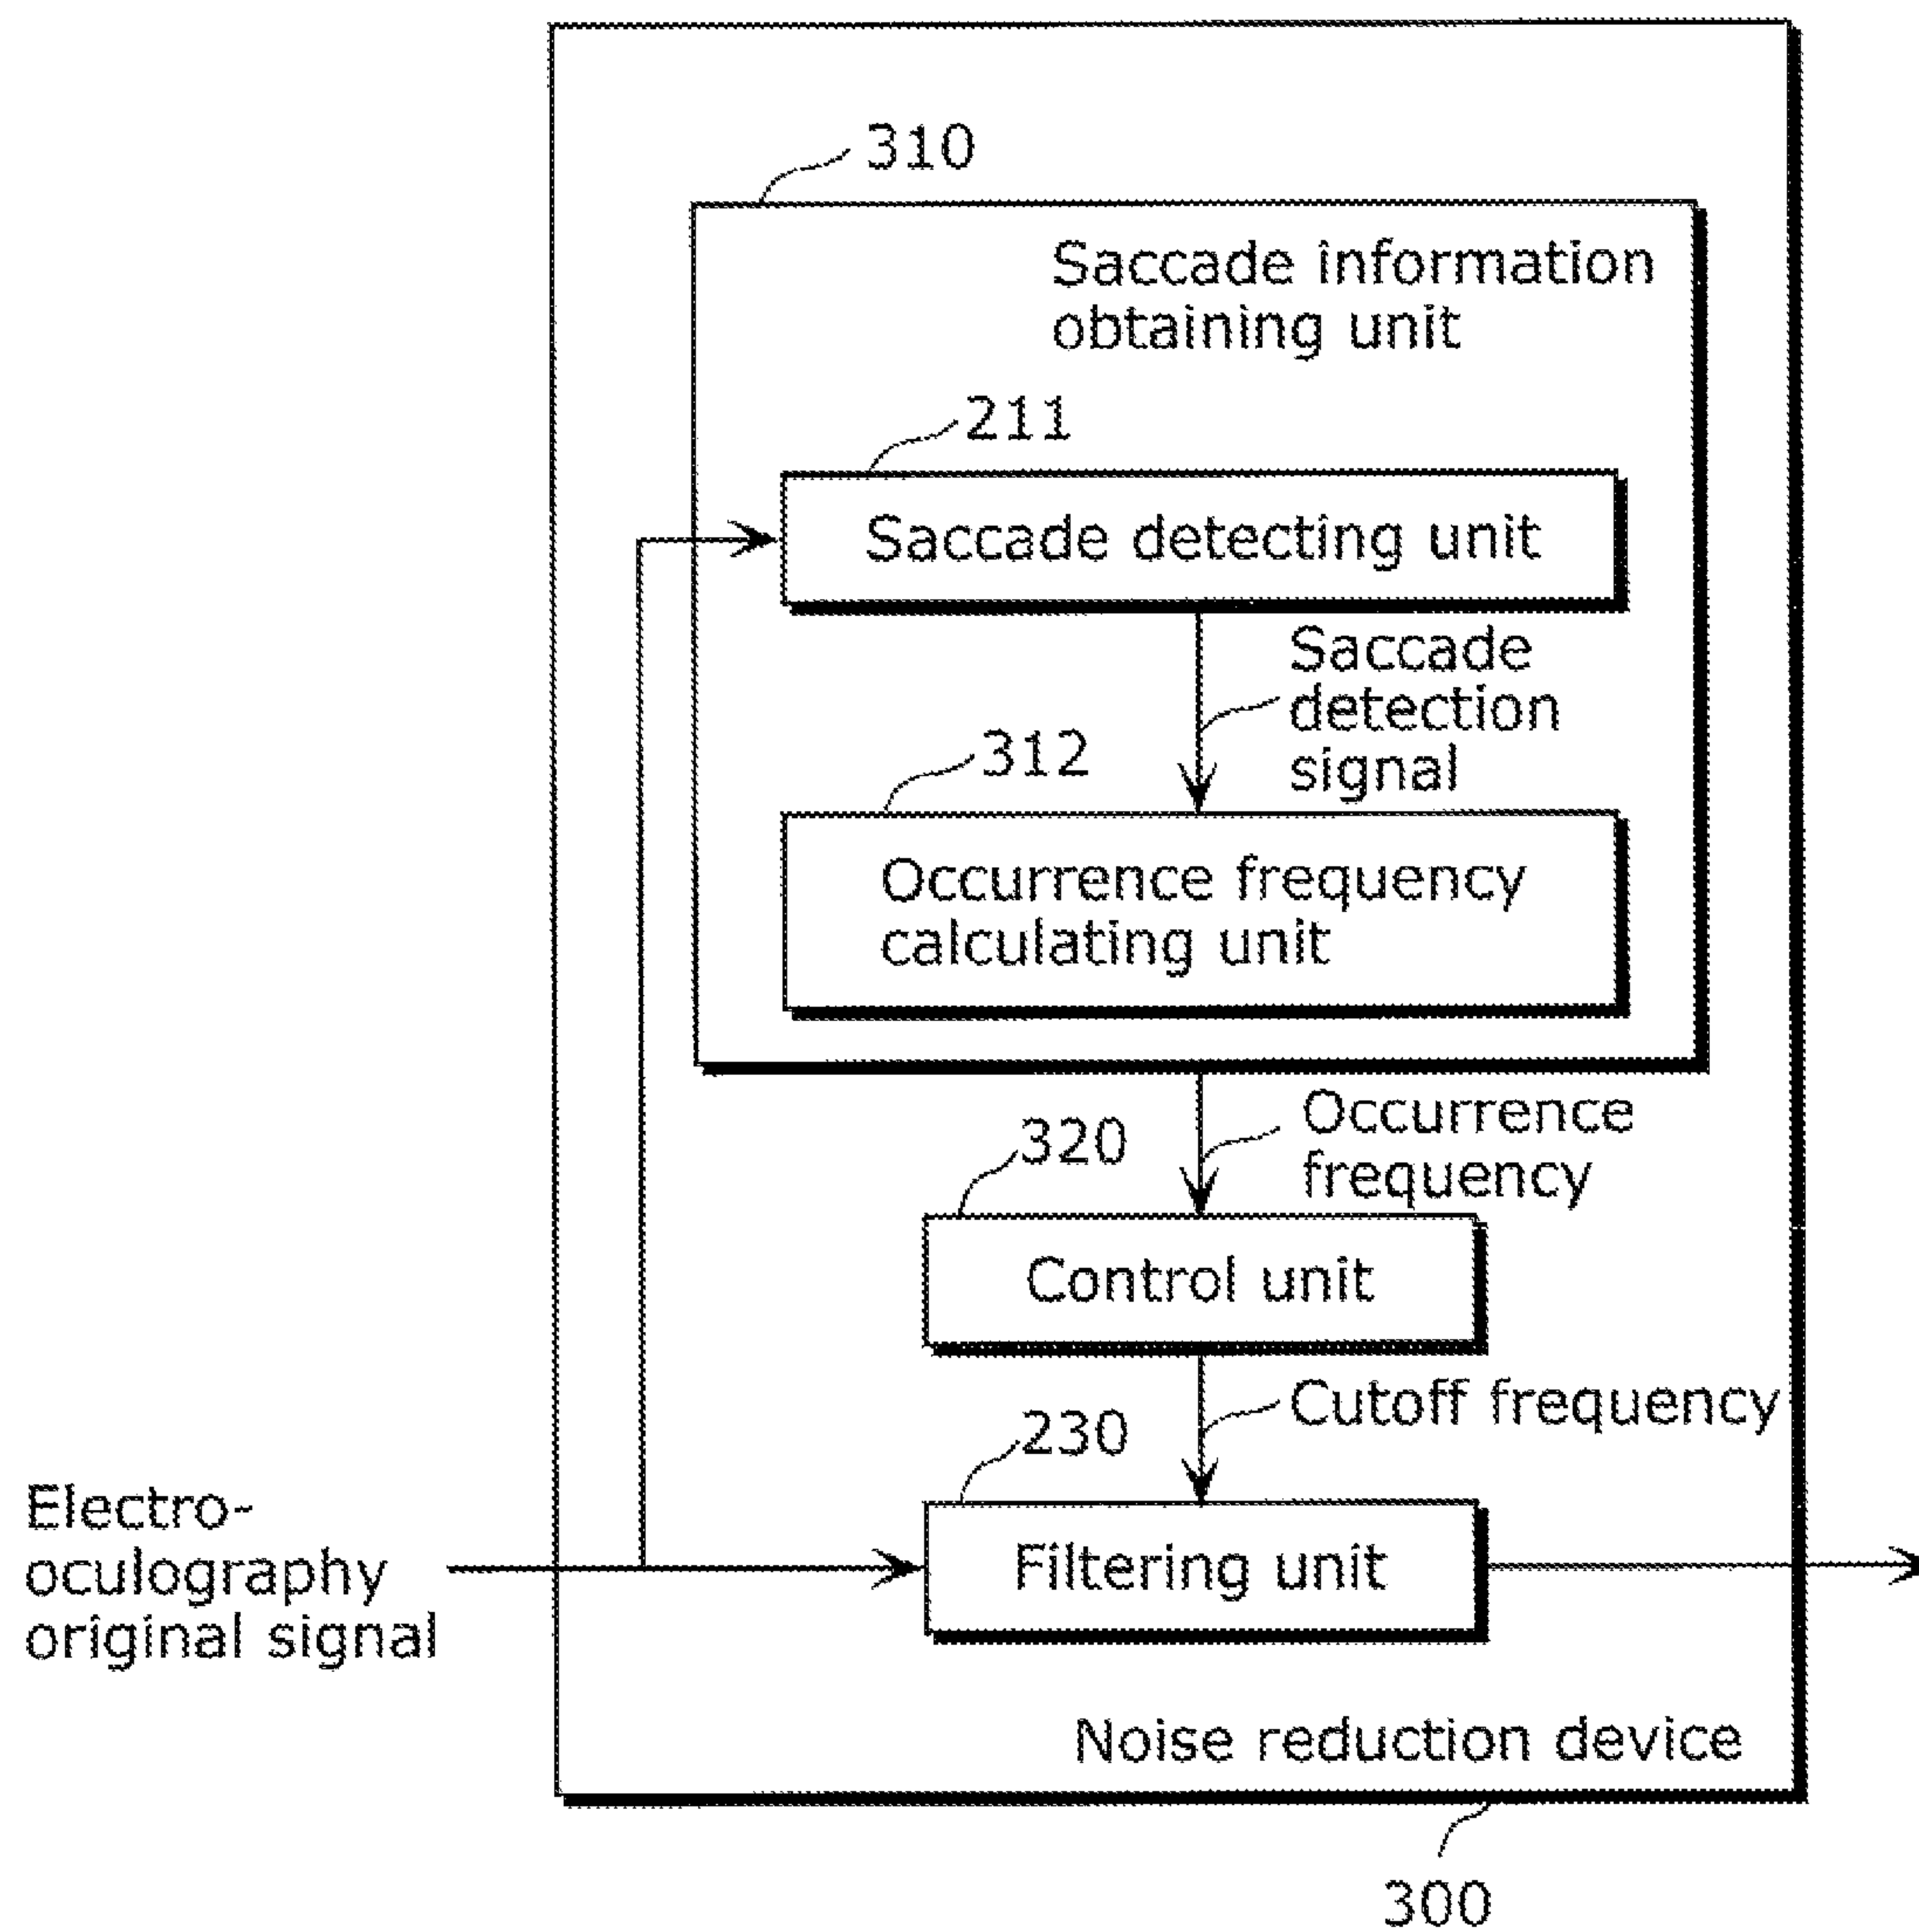 310
Saccade information
obtaining unit
211
Saccade detecting unit
Saccade
detection
signal
312
Occurrence frequency
calculating unit
Occurrence
frequency
320
Control unit
Cutoff frequency
230
Electro-
oculography
original signal
Filtering unit
Noise reduction device
300